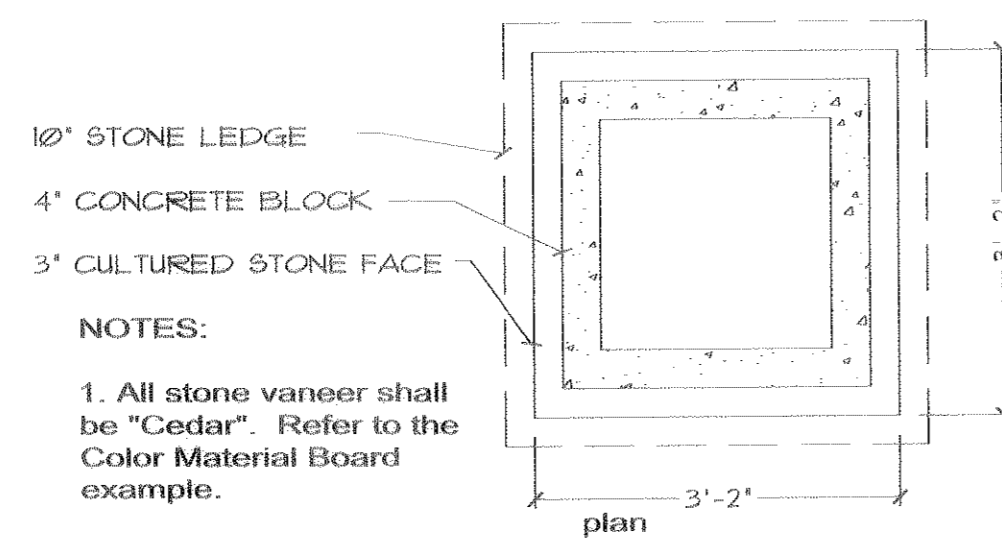 10" STONE LEDGE
4" CONCRETE BLOCK
3" CULTURED STONE FACE
NOTES:
1. All stone vaneer shall
be "Cedar". Refer to the
Color Material Board
example.
3'-2"
plan